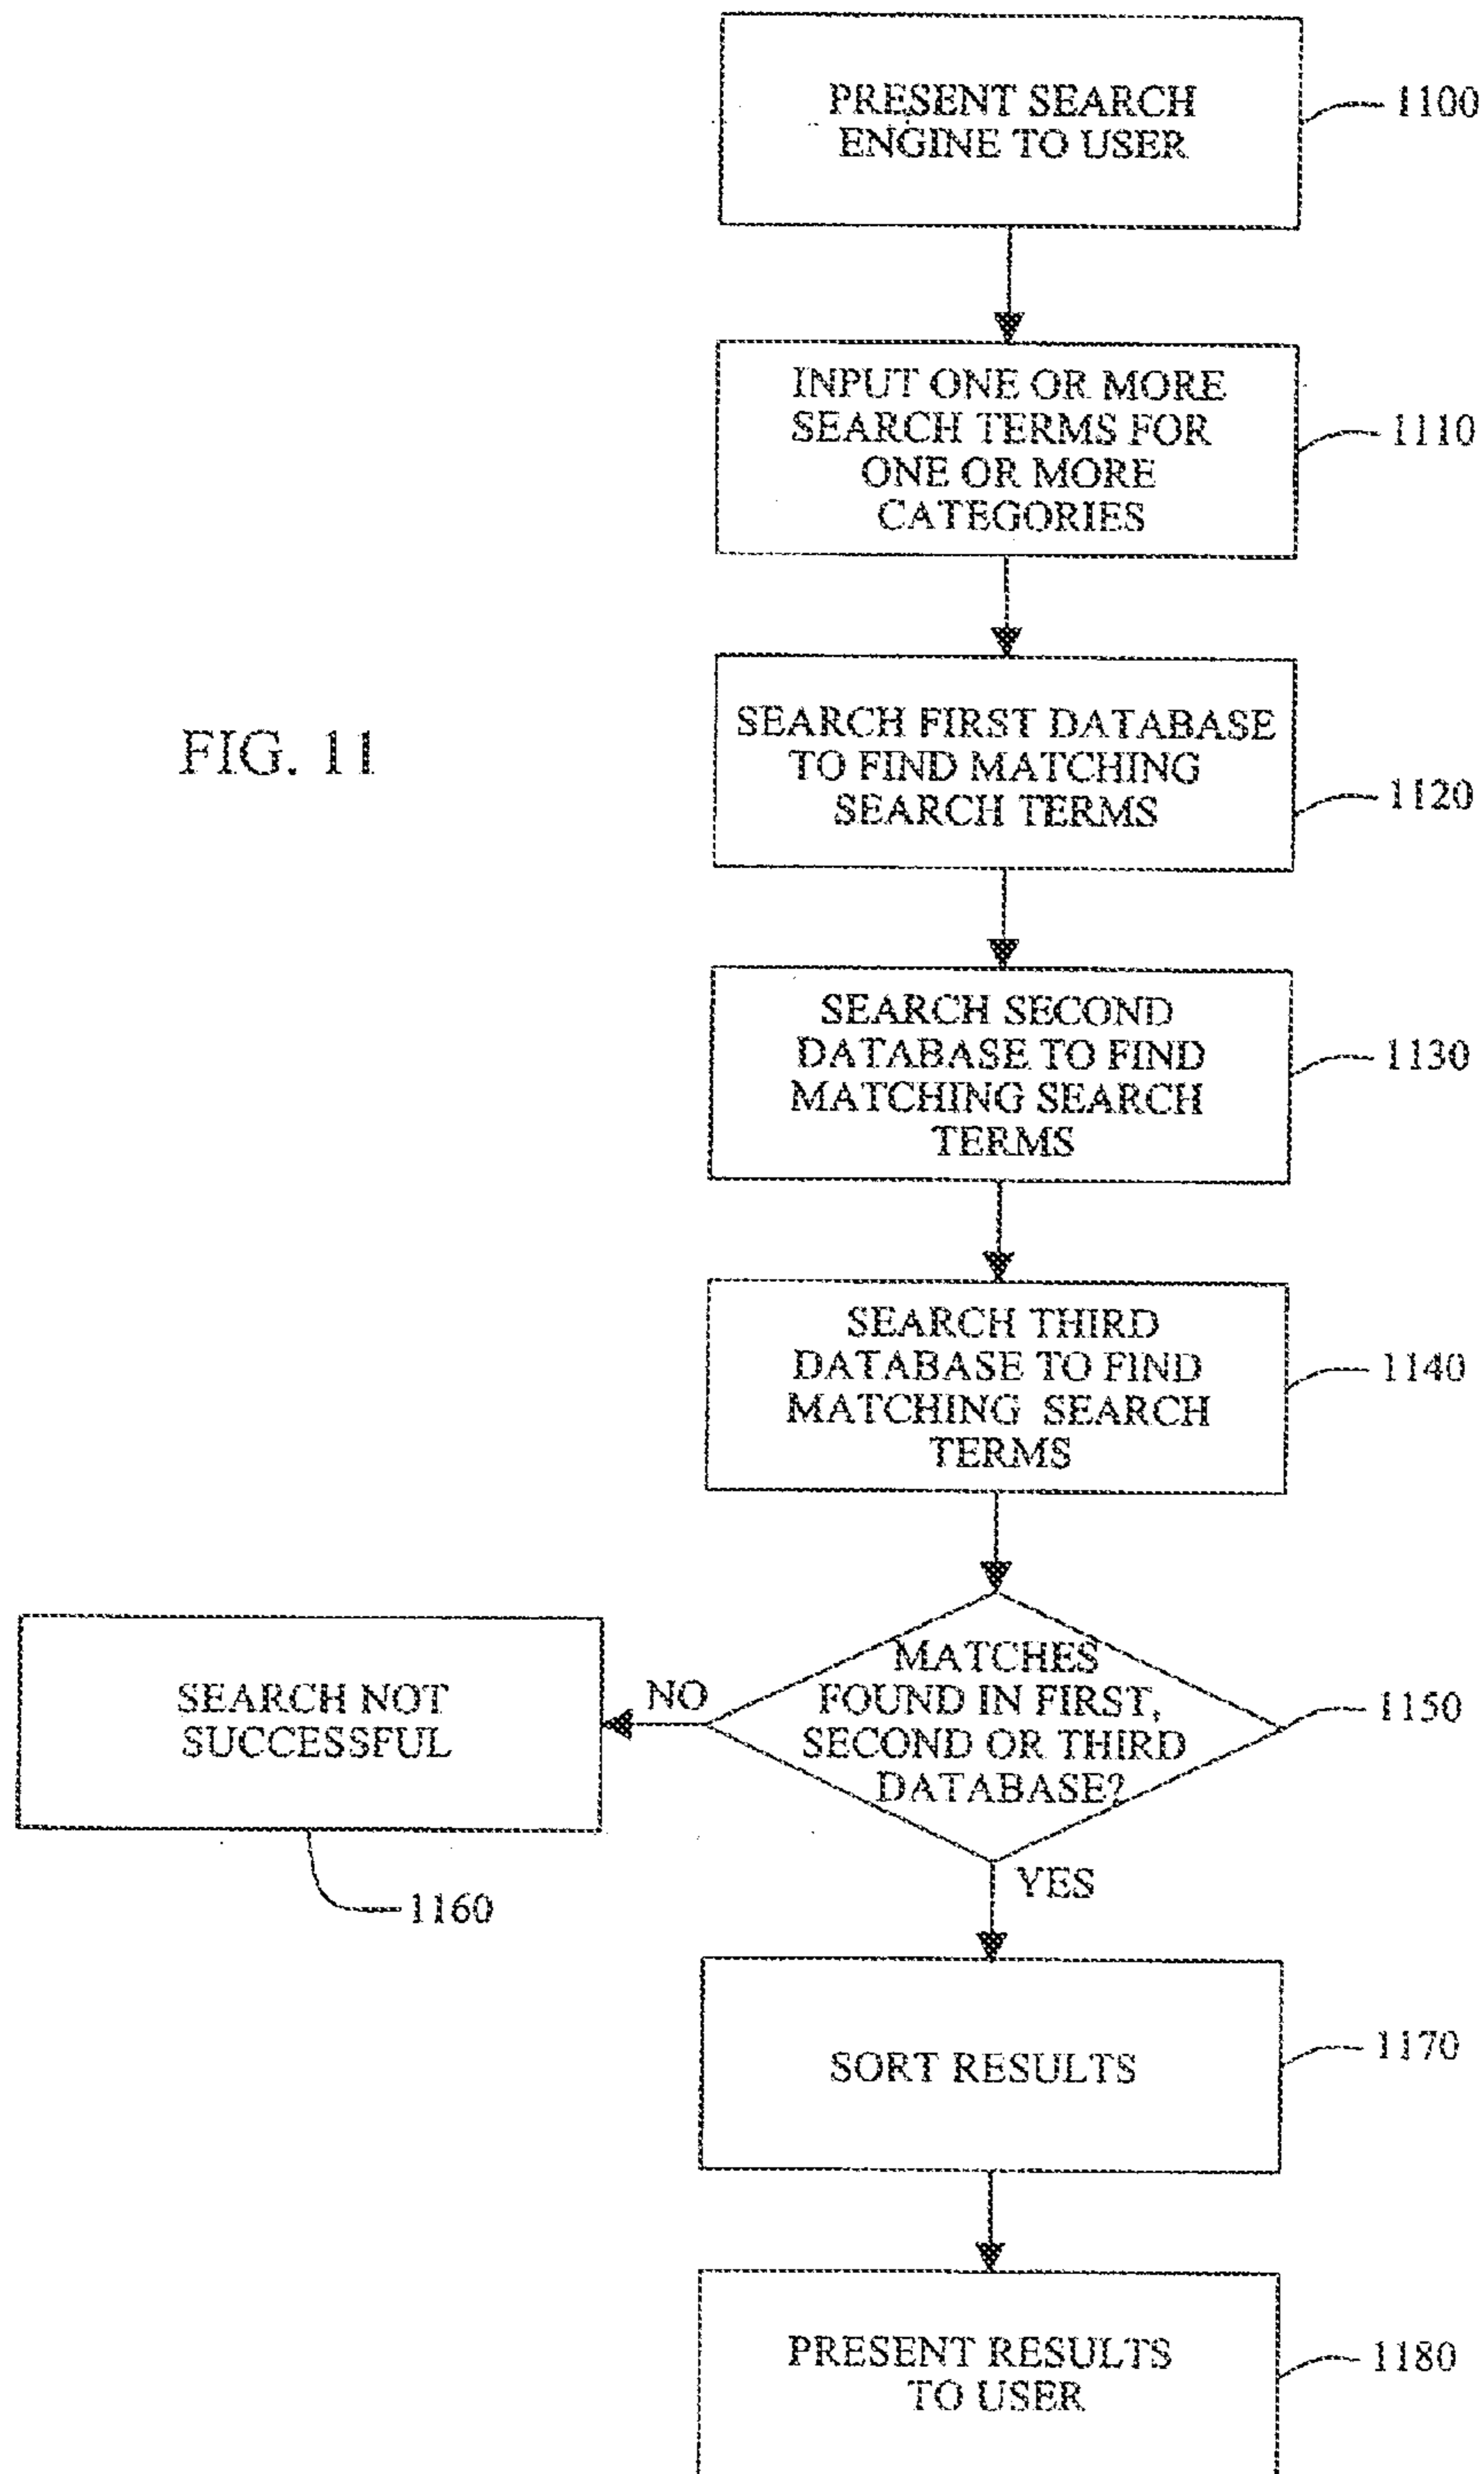 PRESENT SEARCH
ENGINE TO USER
1100
INPUT ONE OR MORE
SEARCH TERMS FOR
ONE OR MORE
CATEGORIES
1110
FIG. 11
SEARCH FIRST DATABASE
TO FIND MATCHING
SEARCH TERMS
1120
SEARCH SECOND
DATABASE TO FIND
MATCHING SEARCH
TERMS
1130
SEARCH THIRD
DATABASE TO FIND
MATCHING SEARCH
TERMS
1140
MATCHES
FOUND IN FIRST,
SECOND OR THIRD
DATABASE?
1150
NO
SEARCH NOT
SUCCESSFUL
1160
YES
SORT RESULTS
1170
PRESENT RESULTS
TO USER
1180